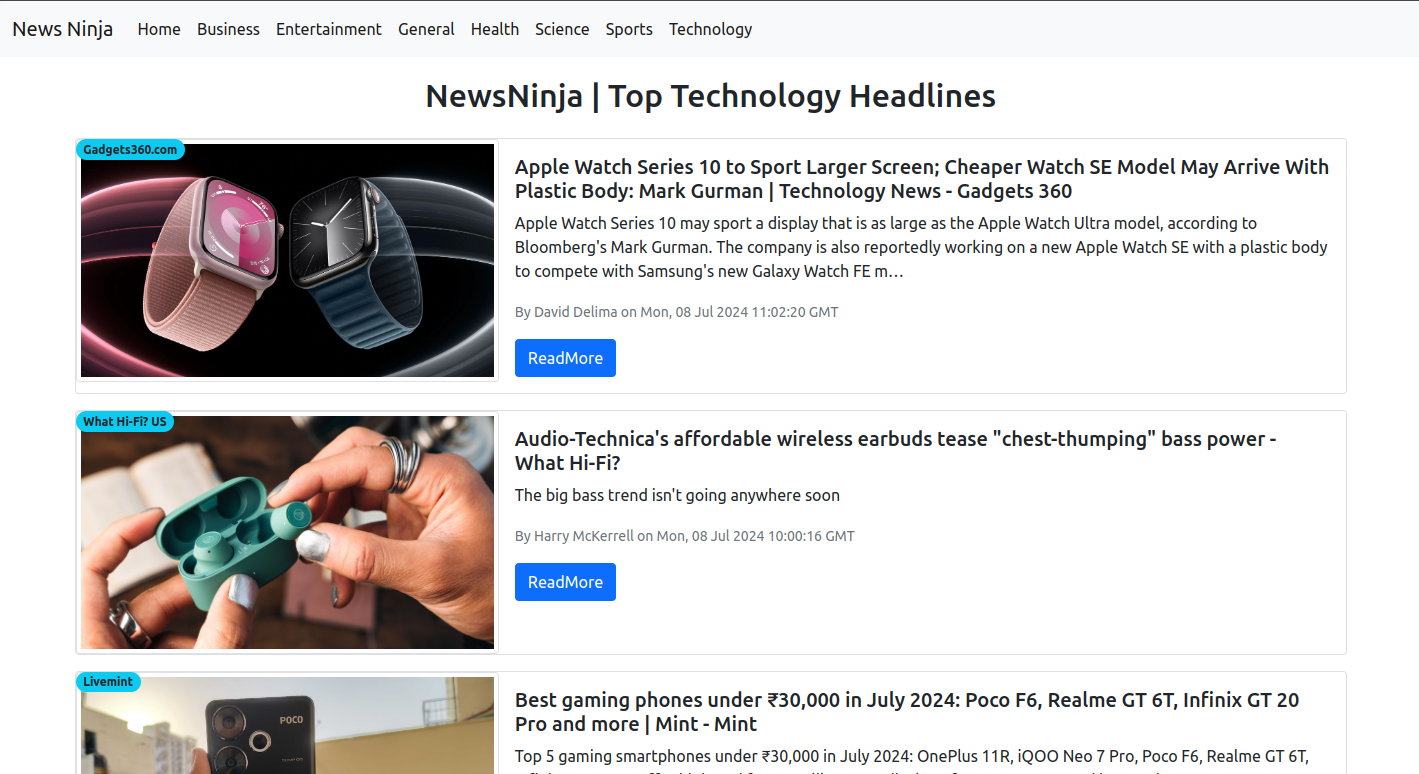 News Ninja Home Business Entertainment General Health Science Sports Technology
NewsNinja | Top Technology Headlines
Gadgets360.com
Apple Watch Series 10 to Sport Larger Screen; Cheaper Watch SE Model May Arrive With
Plastic Body: Mark Gurman | Technology News - Gadgets 360
Apple Watch Series 10 may sport a display that is as large as the Apple Watch Ultra model, according to
Bloomberg's Mark Gurman. The company is also reportedly working on a new Apple Watch SE with a plastic body
to compete with Samsung's new Galaxy Watch FE m…
By David Delima on Mon, 08 Jul 2024 11:02:20 GMT
ReadMore
What Hi-Fi? US
Audio-Technica's affordable wireless earbuds tease "chest-thumping" bass power -
What Hi-Fi?
The big bass trend isn't going anywhere soon
By Harry McKerrell on Mon, 08 Jul 2024 10:00:16 GMT
ReadMore
Livemint
POCO
Best gaming phones under ₹30,000 in July 2024: Poco F6, Realme GT 6T, Infinix GT 20
Pro and more | Mint - Mint
Top 5 gaming smartphones under ₹30,000 in July 2024: OnePlus 11R, iQOO Neo 7 Pro, Poco F6, Realme GT 6T,